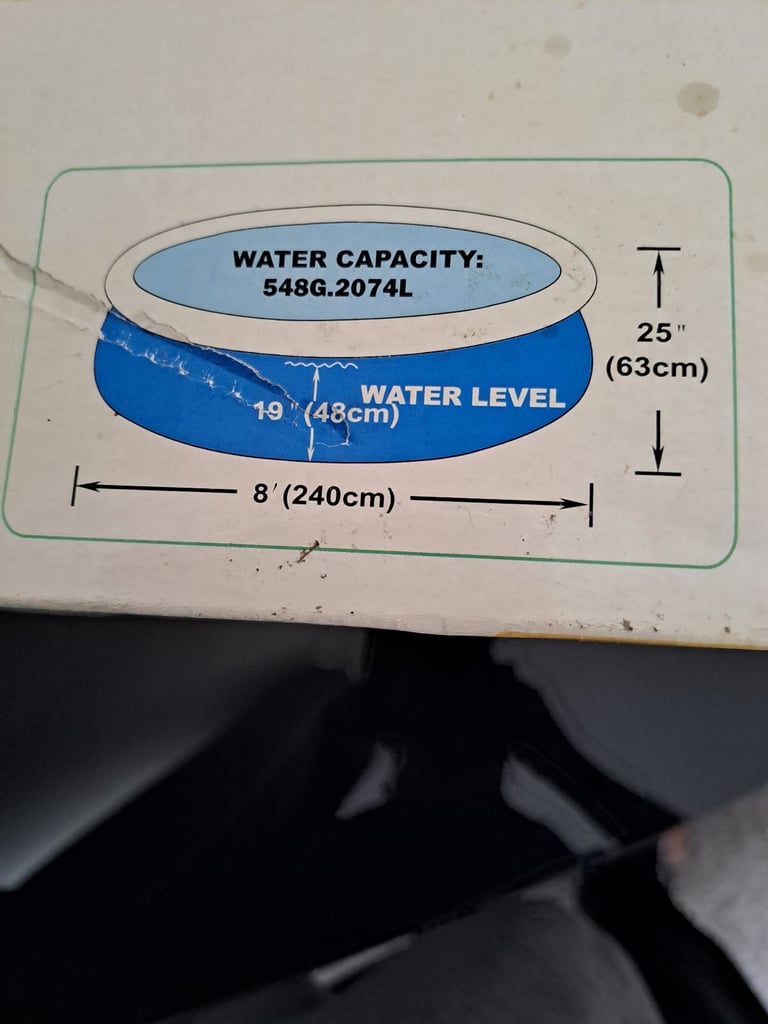 WATER CAPACITY:
548G.2074L
25"
(63cm)
WATER LEVEL
19"(48cm)
8'(240cm)